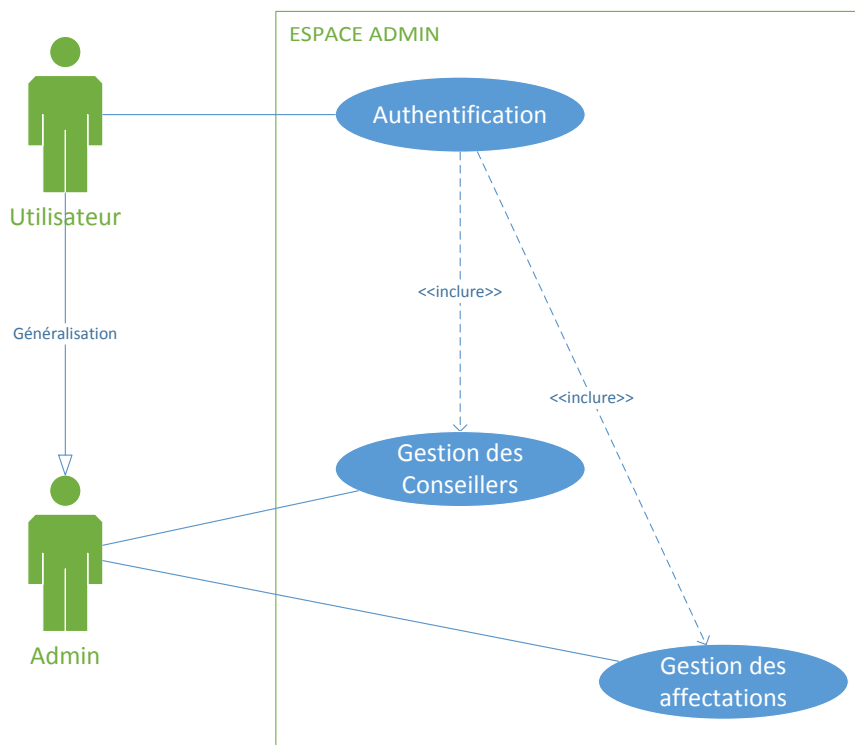 ESPACE ADMIN
Authentification
Utilisateur
<<inclure>>
Généralisation
<<inclure>>
Gestion des
Conseillers
Admin
Gestion des
affectations